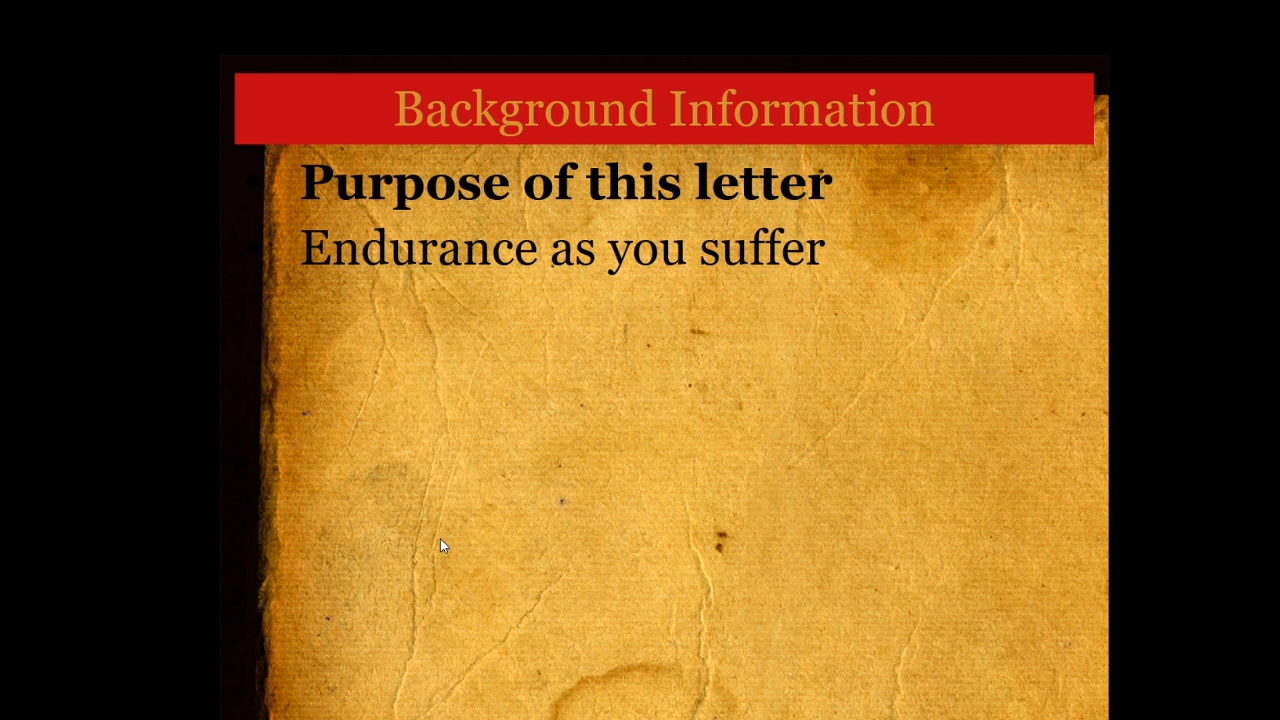 Background Information
Purpose of this letter
Endurance as you suffer